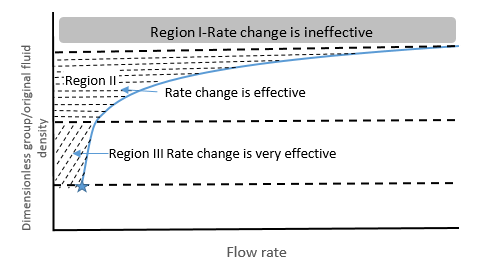 Region I-Rate change is ineffective
Region II
Rate change is effective
Region III Rate change is very effective
Dimensionless group/original fluid
density
Flow rate